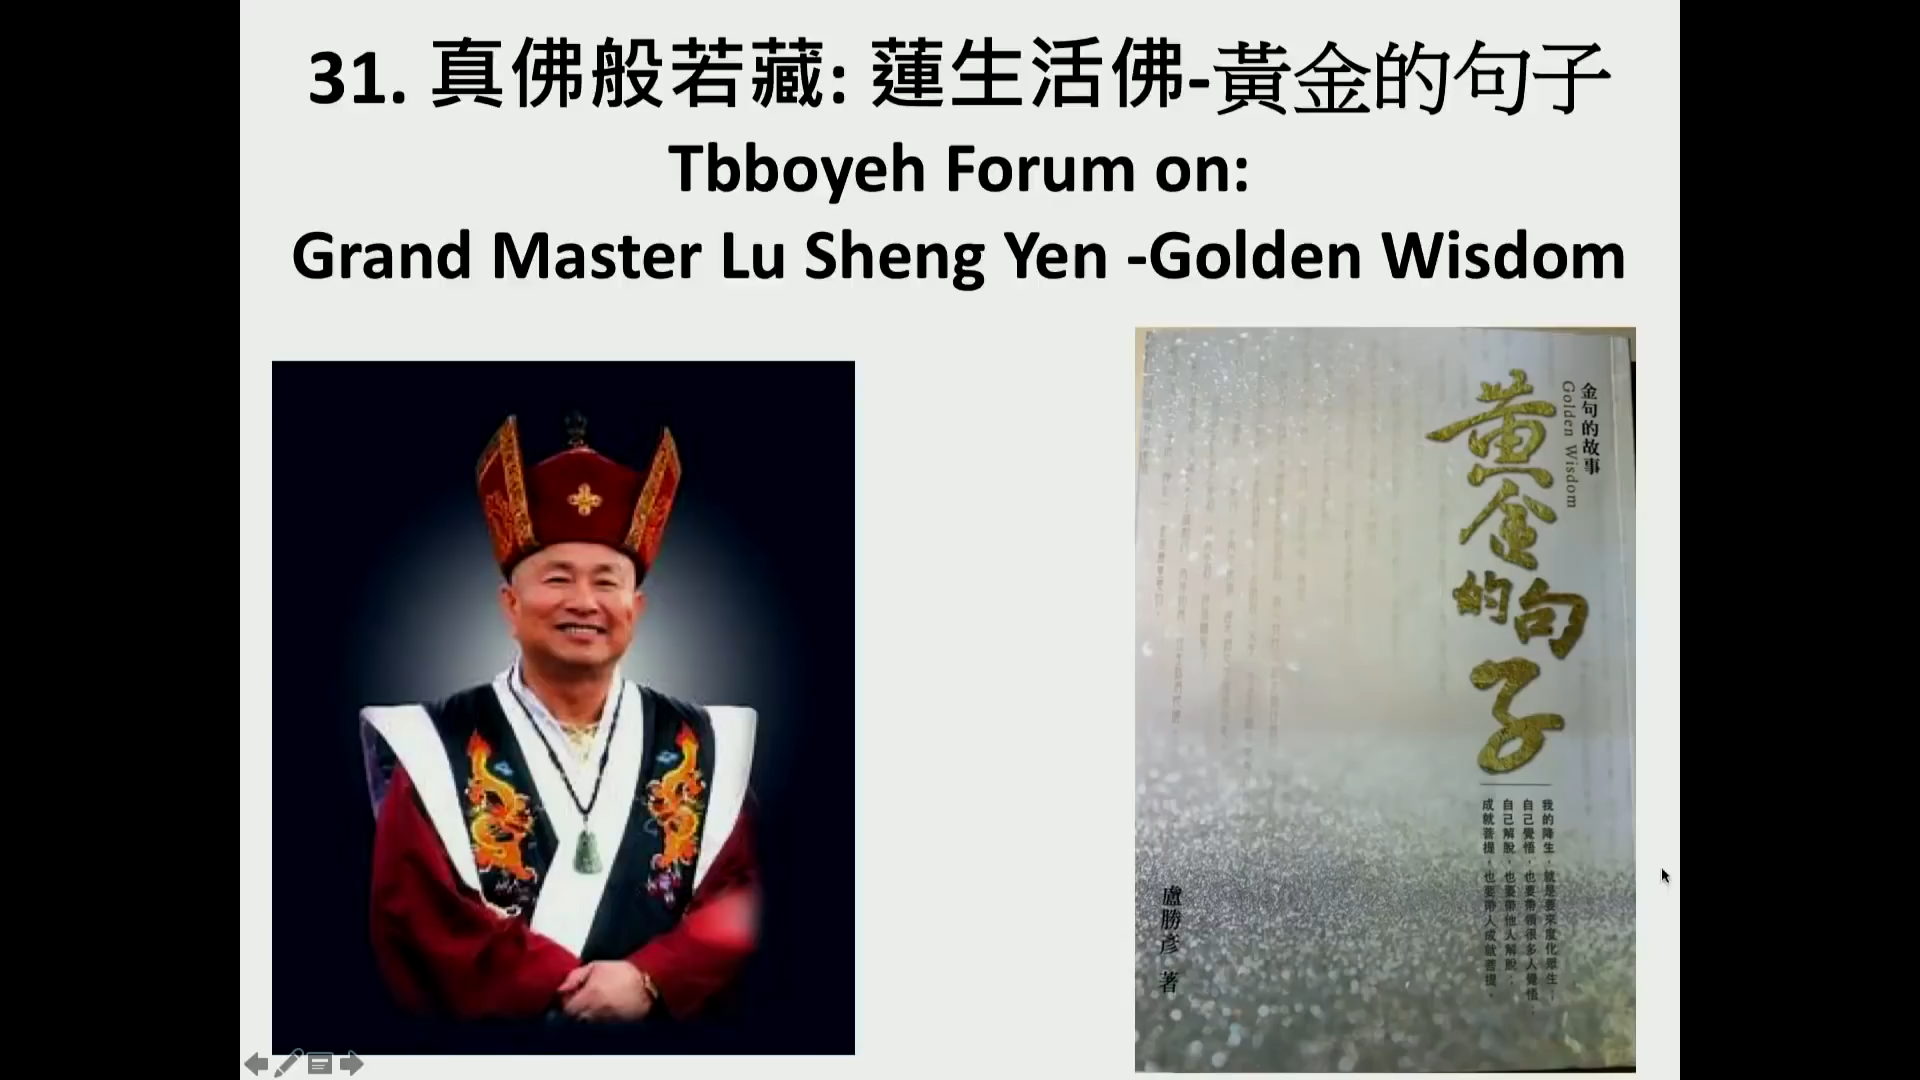 31. 真佛般若藏: 蓮生活佛-黃金的句子
Tbboyeh Forum on:
Grand Master Lu Sheng Yen -Golden Wisdom
金句的故事
Golden Wisdom
黄金的句子
我的降生，就是要來度化眾生；
自己覺悟，也要帶領很多人覺悟；
自己解脫，也要帶他人解脫；
成就菩提，也要帶人成就菩提。
盧勝彥 著